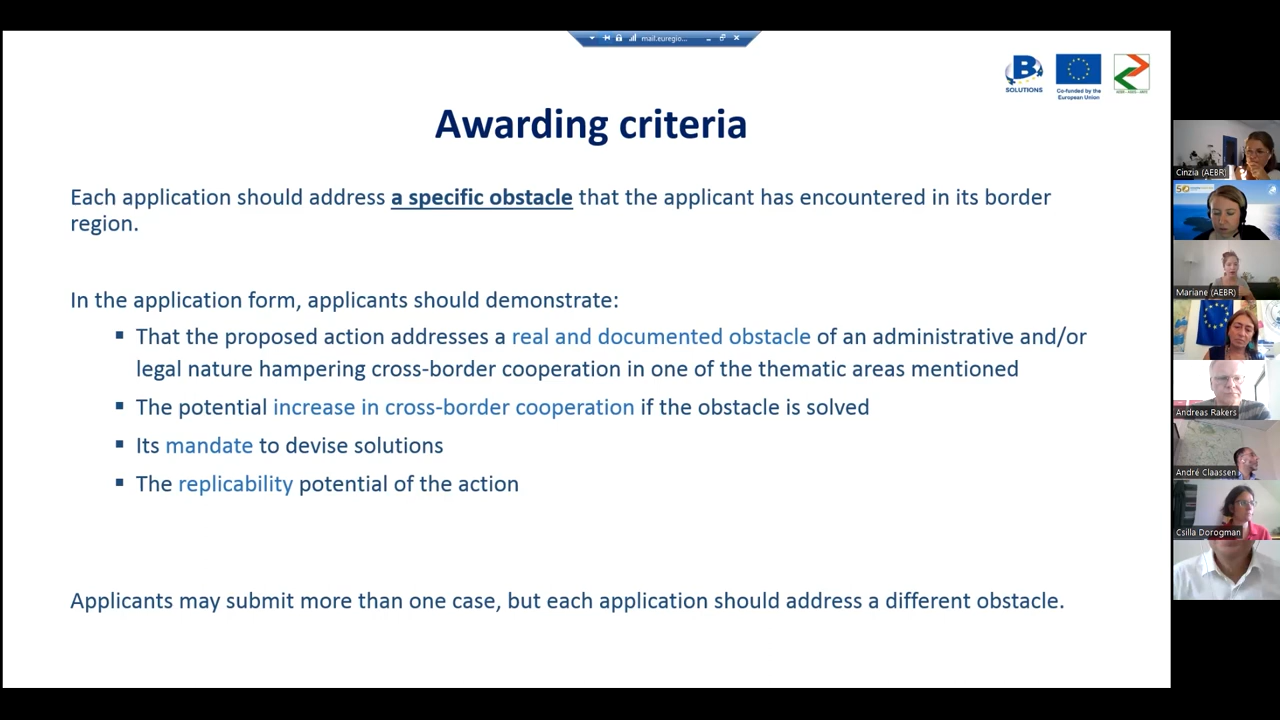 mail.euregio...
B
SOLUTIONS
Co-funded by the
European Union
Awarding criteria
Each application should address a specific obstacle that the applicant has encountered in its border
region.
In the application form, applicants should demonstrate:
▪ That the proposed action addresses a real and documented obstacle of an administrative and/or
legal nature hampering cross-border cooperation in one of the thematic areas mentioned
▪ The potential increase in cross-border cooperation if the obstacle is solved
▪ Its mandate to devise solutions
▪ The replicability potential of the action
Applicants may submit more than one case, but each application should address a different obstacle.
Cinzia (AEBR)
50
Mariane (AEBR)
Andreas Rakers
André Claassen
Csilla Dorogman